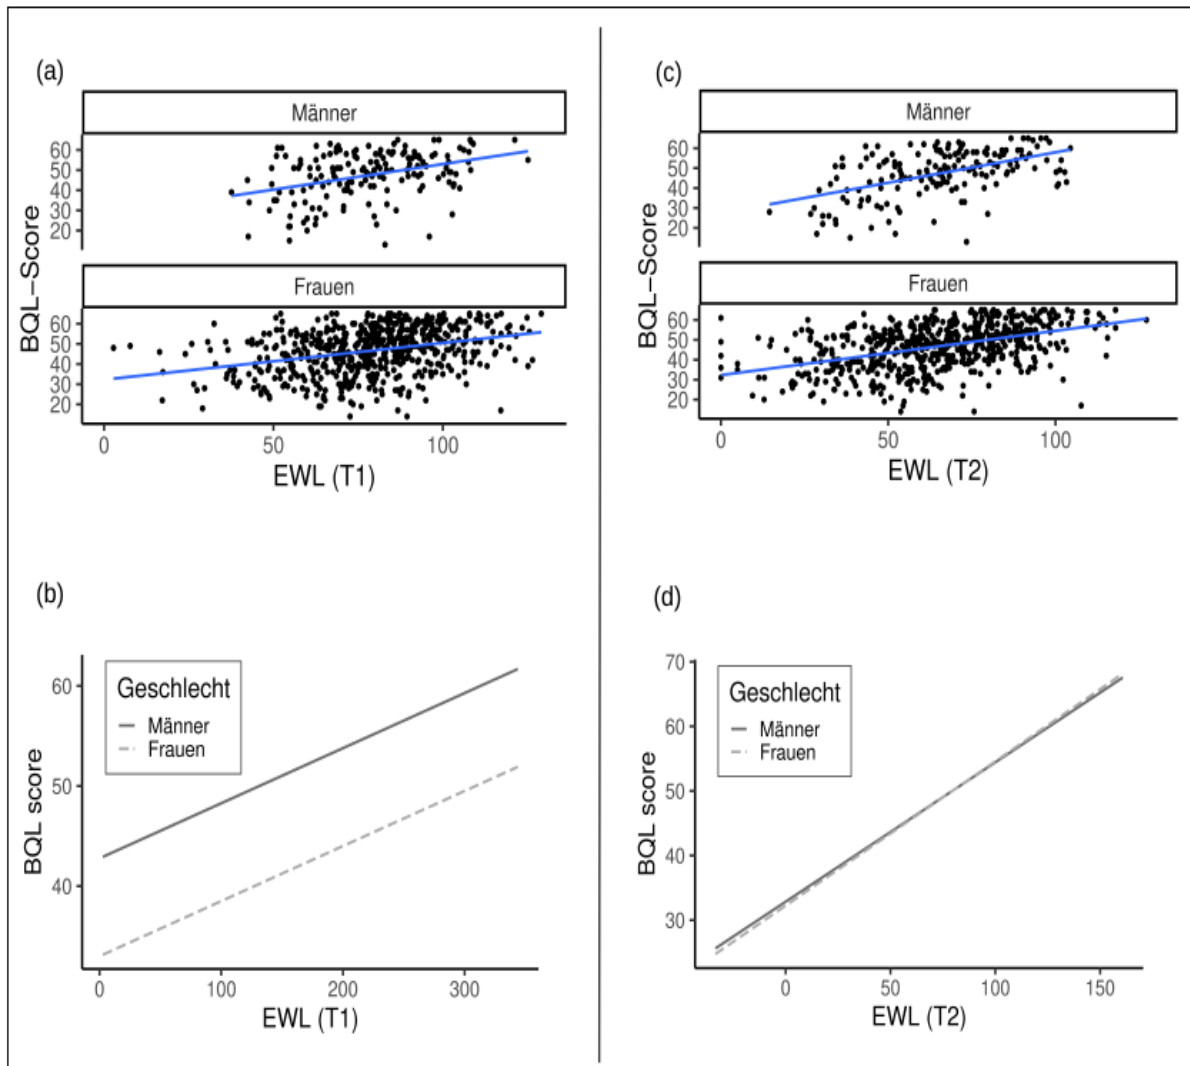 (a)
Männer
60
50
40
30
20
Frauen
60
50
40
30
20
BQL−Score
0 50 100
EWL (T1)
(b)
Geschlecht
Männer
Frauen
60
50
40
BQL score
0 100 200 300
EWL (T1)
(c)
Männer
60
50
40
30
20
Frauen
60
50
40
30
20
BQL−Score
0 50 100
EWL (T2)
(d)
Geschlecht
Männer
Frauen
70
60
50
40
30
BQL score
0 50 100 150
EWL (T2)